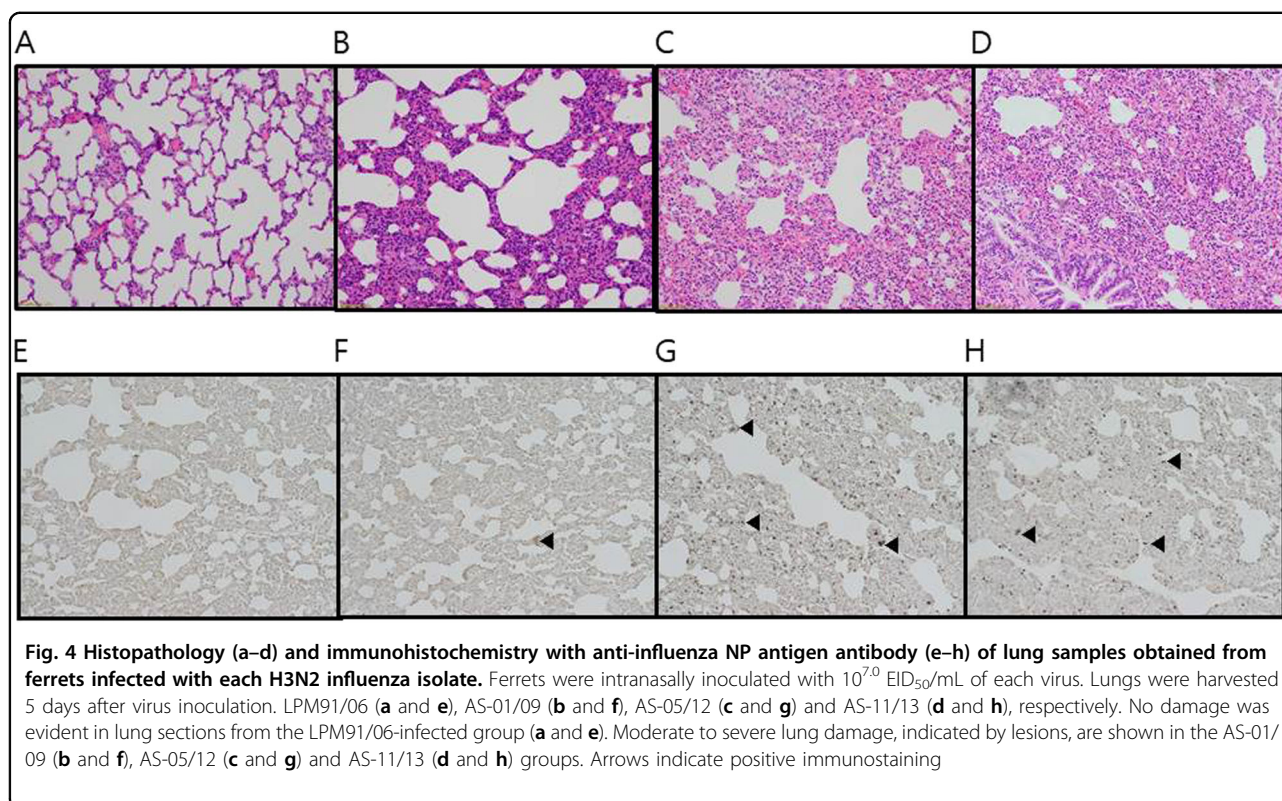 A B C D
E F G H
Fig. 4 Histopathology (a–d) and immunohistochemistry with anti-influenza NP antigen antibody (e–h) of lung samples obtained from
ferrets infected with each H3N2 influenza isolate. Ferrets were intranasally inoculated with 10^7.0 EID50/mL of each virus. Lungs were harvested
5 days after virus inoculation. LPM91/06 (a and e), AS-01/09 (b and f), AS-05/12 (c and g) and AS-11/13 (d and h), respectively. No damage was
evident in lung sections from the LPM91/06-infected group (a and e). Moderate to severe lung damage, indicated by lesions, are shown in the AS-01/
09 (b and f), AS-05/12 (c and g) and AS-11/13 (d and h) groups. Arrows indicate positive immunostaining